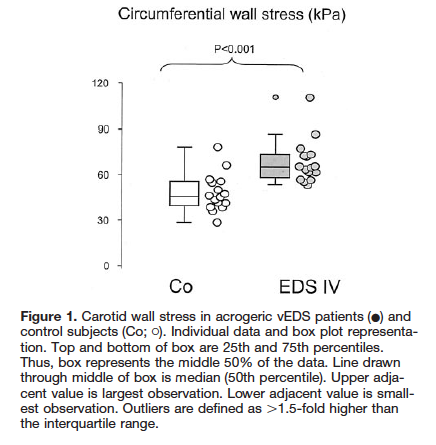 Circumferential wall stress (kPa)
P<0.001
120
90
60
30
0
Co
EDS IV
Figure 1. Carotid wall stress in acrogeric vEDS patients (●) and
control subjects (Co; ○). Individual data and box plot representa-
tion. Top and bottom of box are 25th and 75th percentiles.
Thus, box represents the middle 50% of the data. Line drawn
through middle of box is median (50th percentile). Upper adja-
cent value is largest observation. Lower adjacent value is small-
est observation. Outliers are defined as >1.5-fold higher than
the interquartile range.